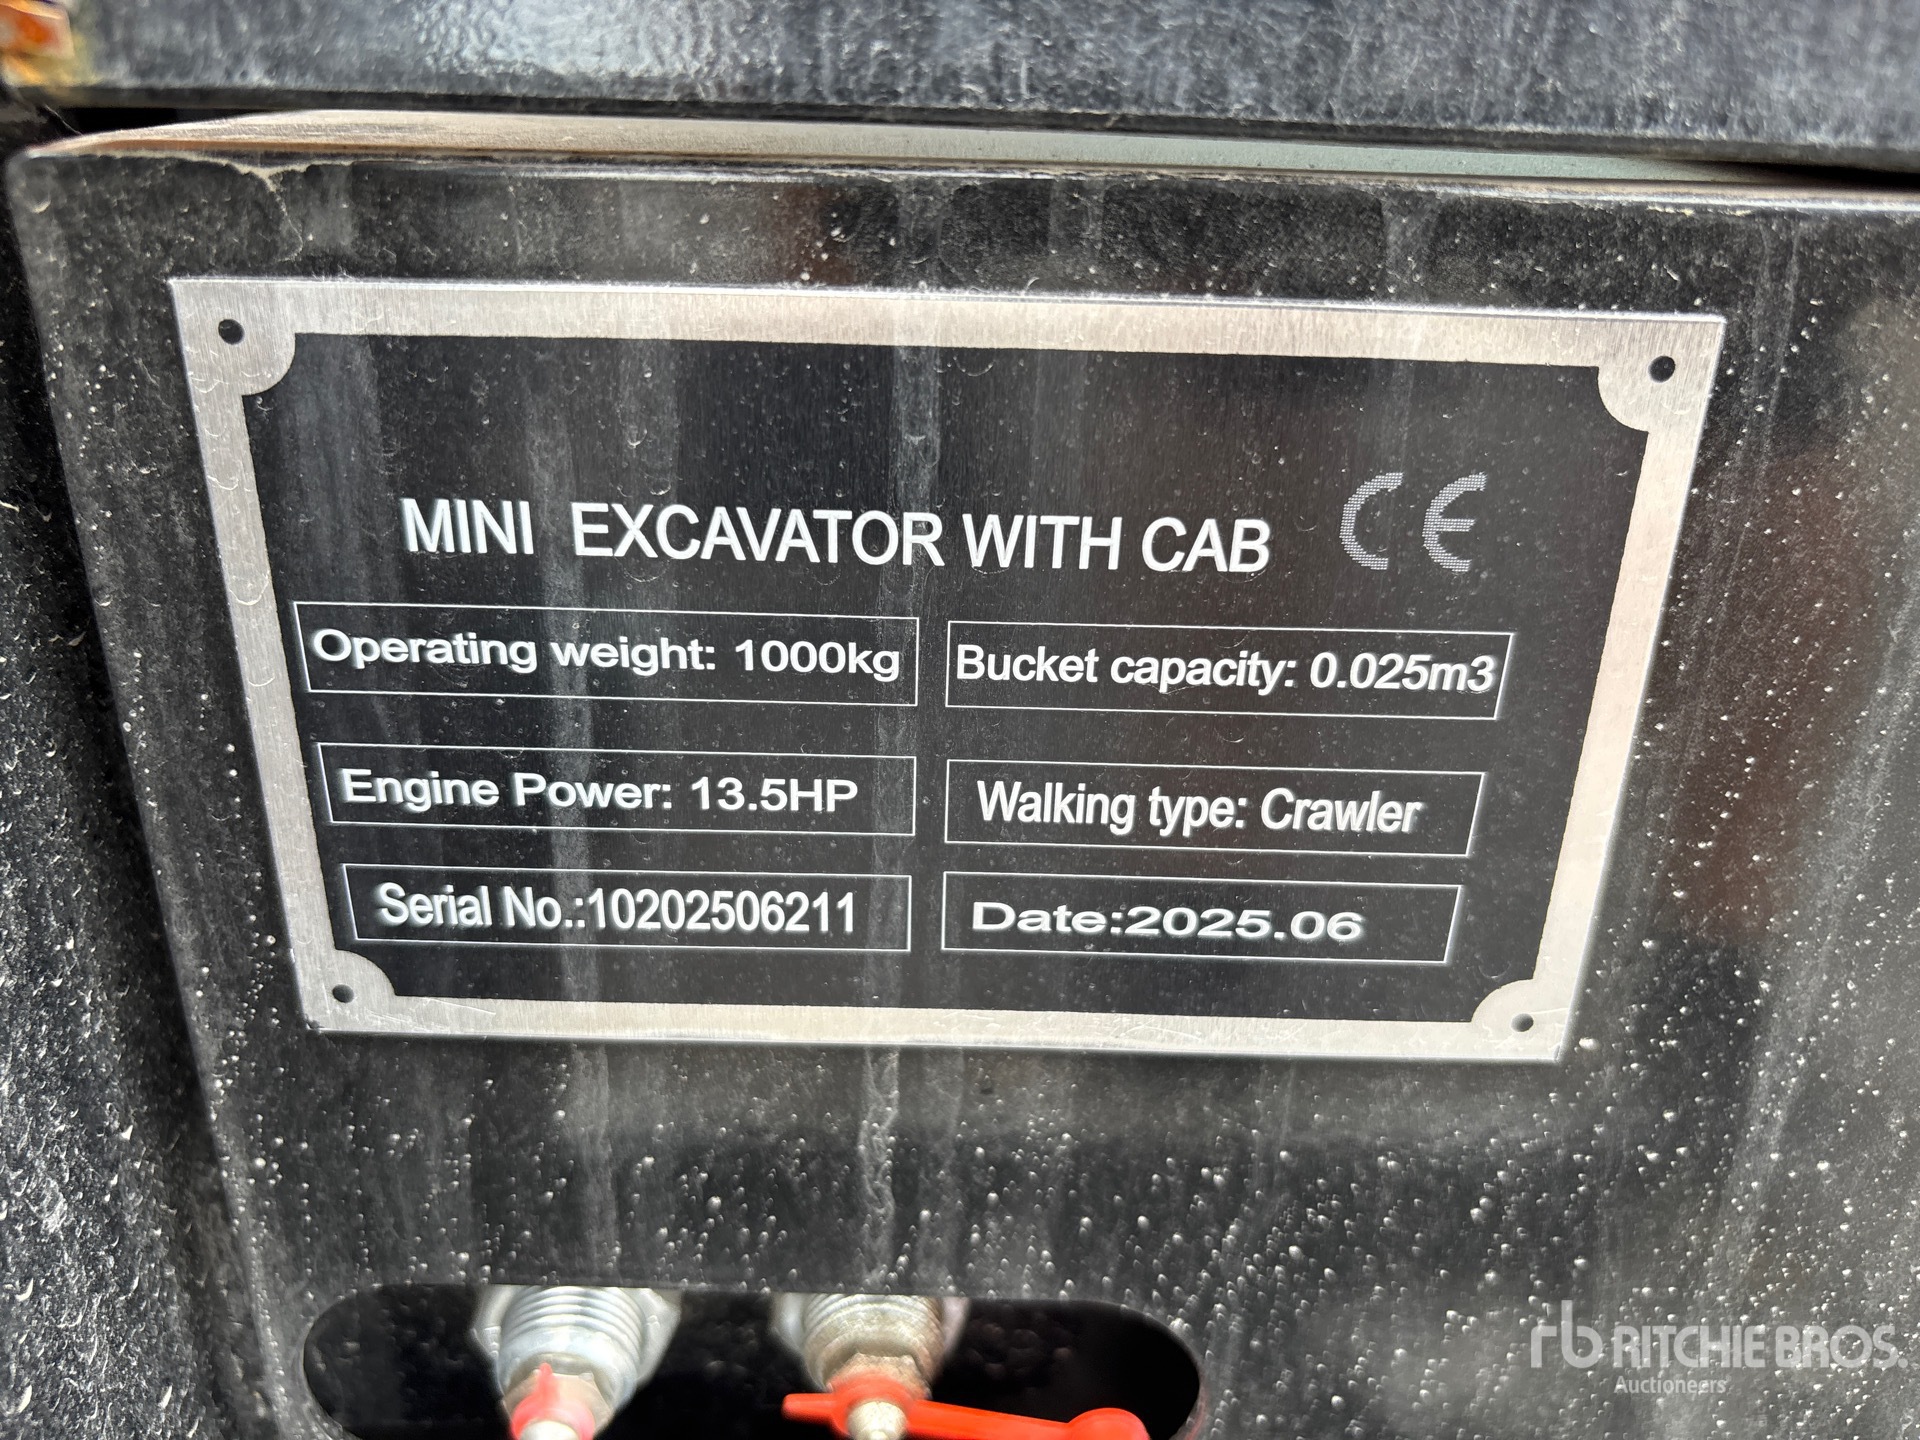 MINI EXCAVATOR WITH CAB CE
Operating weight: 1000kg
Bucket capacity: 0.025m3
Engine Power: 13.5HP
Walking type: Crawler
Serial No.:10202506211
Date:2025.06
rb RITCHIE BROS.
Auctioneers